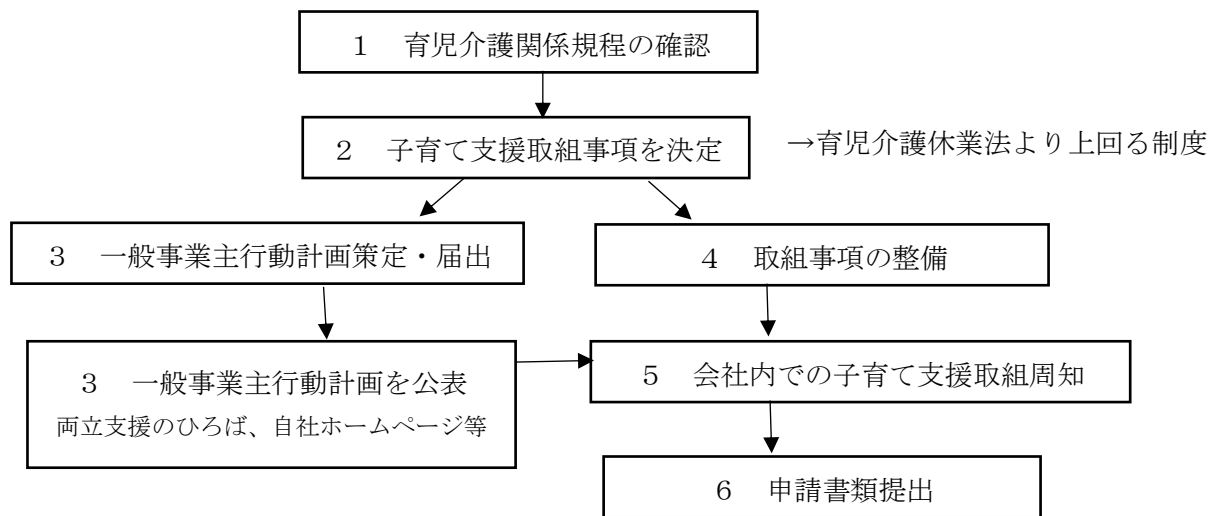 １　育児介護関係規程の確認
２　子育て支援取組事項を決定
→育児介護休業法より上回る制度
３　一般事業主行動計画策定・届出
４　取組事項の整備
３　一般事業主行動計画を公表
両立支援のひろば、自社ホームページ等
５　会社内での子育て支援取組周知
６　申請書類提出